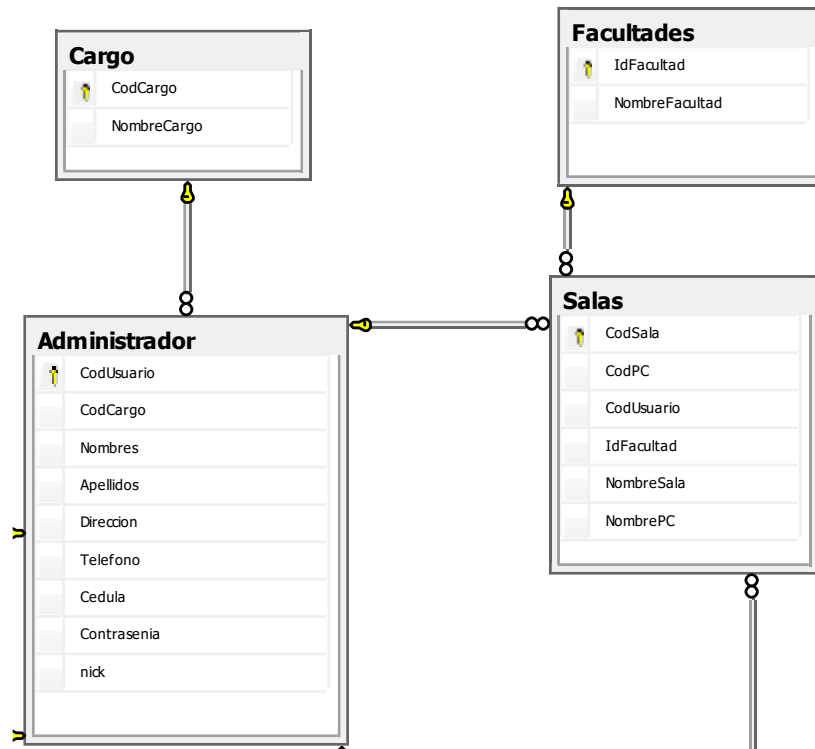 Cargo
CodCargo
NombreCargo
Facultades
IdFacultad
NombreFacultad
Administrador
CodUsuario
CodCargo
Nombres
Apellidos
Direccion
Telefono
Cedula
Contrasenia
nick
Salas
CodSala
CodPC
CodUsuario
IdFacultad
NombreSala
NombrePC